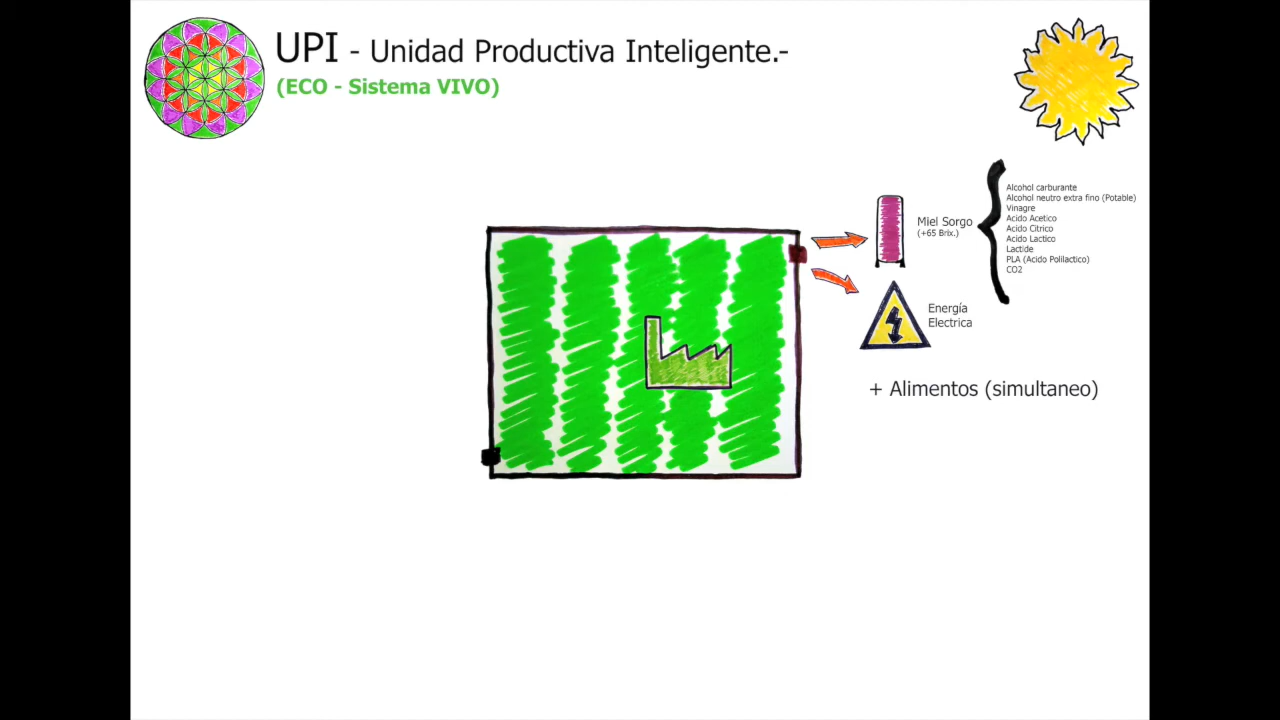 UPI - Unidad Productiva Inteligente.-
(ECO - Sistema VIVO)
Miel Sorgo
(+65 Brix.)
Alcohol carburante
Alcohol neutro extra fino (Potable)
Vinagre
Acido Acetico
Acido Citrico
Acido Lactico
Lactide
PLA (Acido Polilactico)
CO2
Energía
Electrica
+ Alimentos (simultaneo)